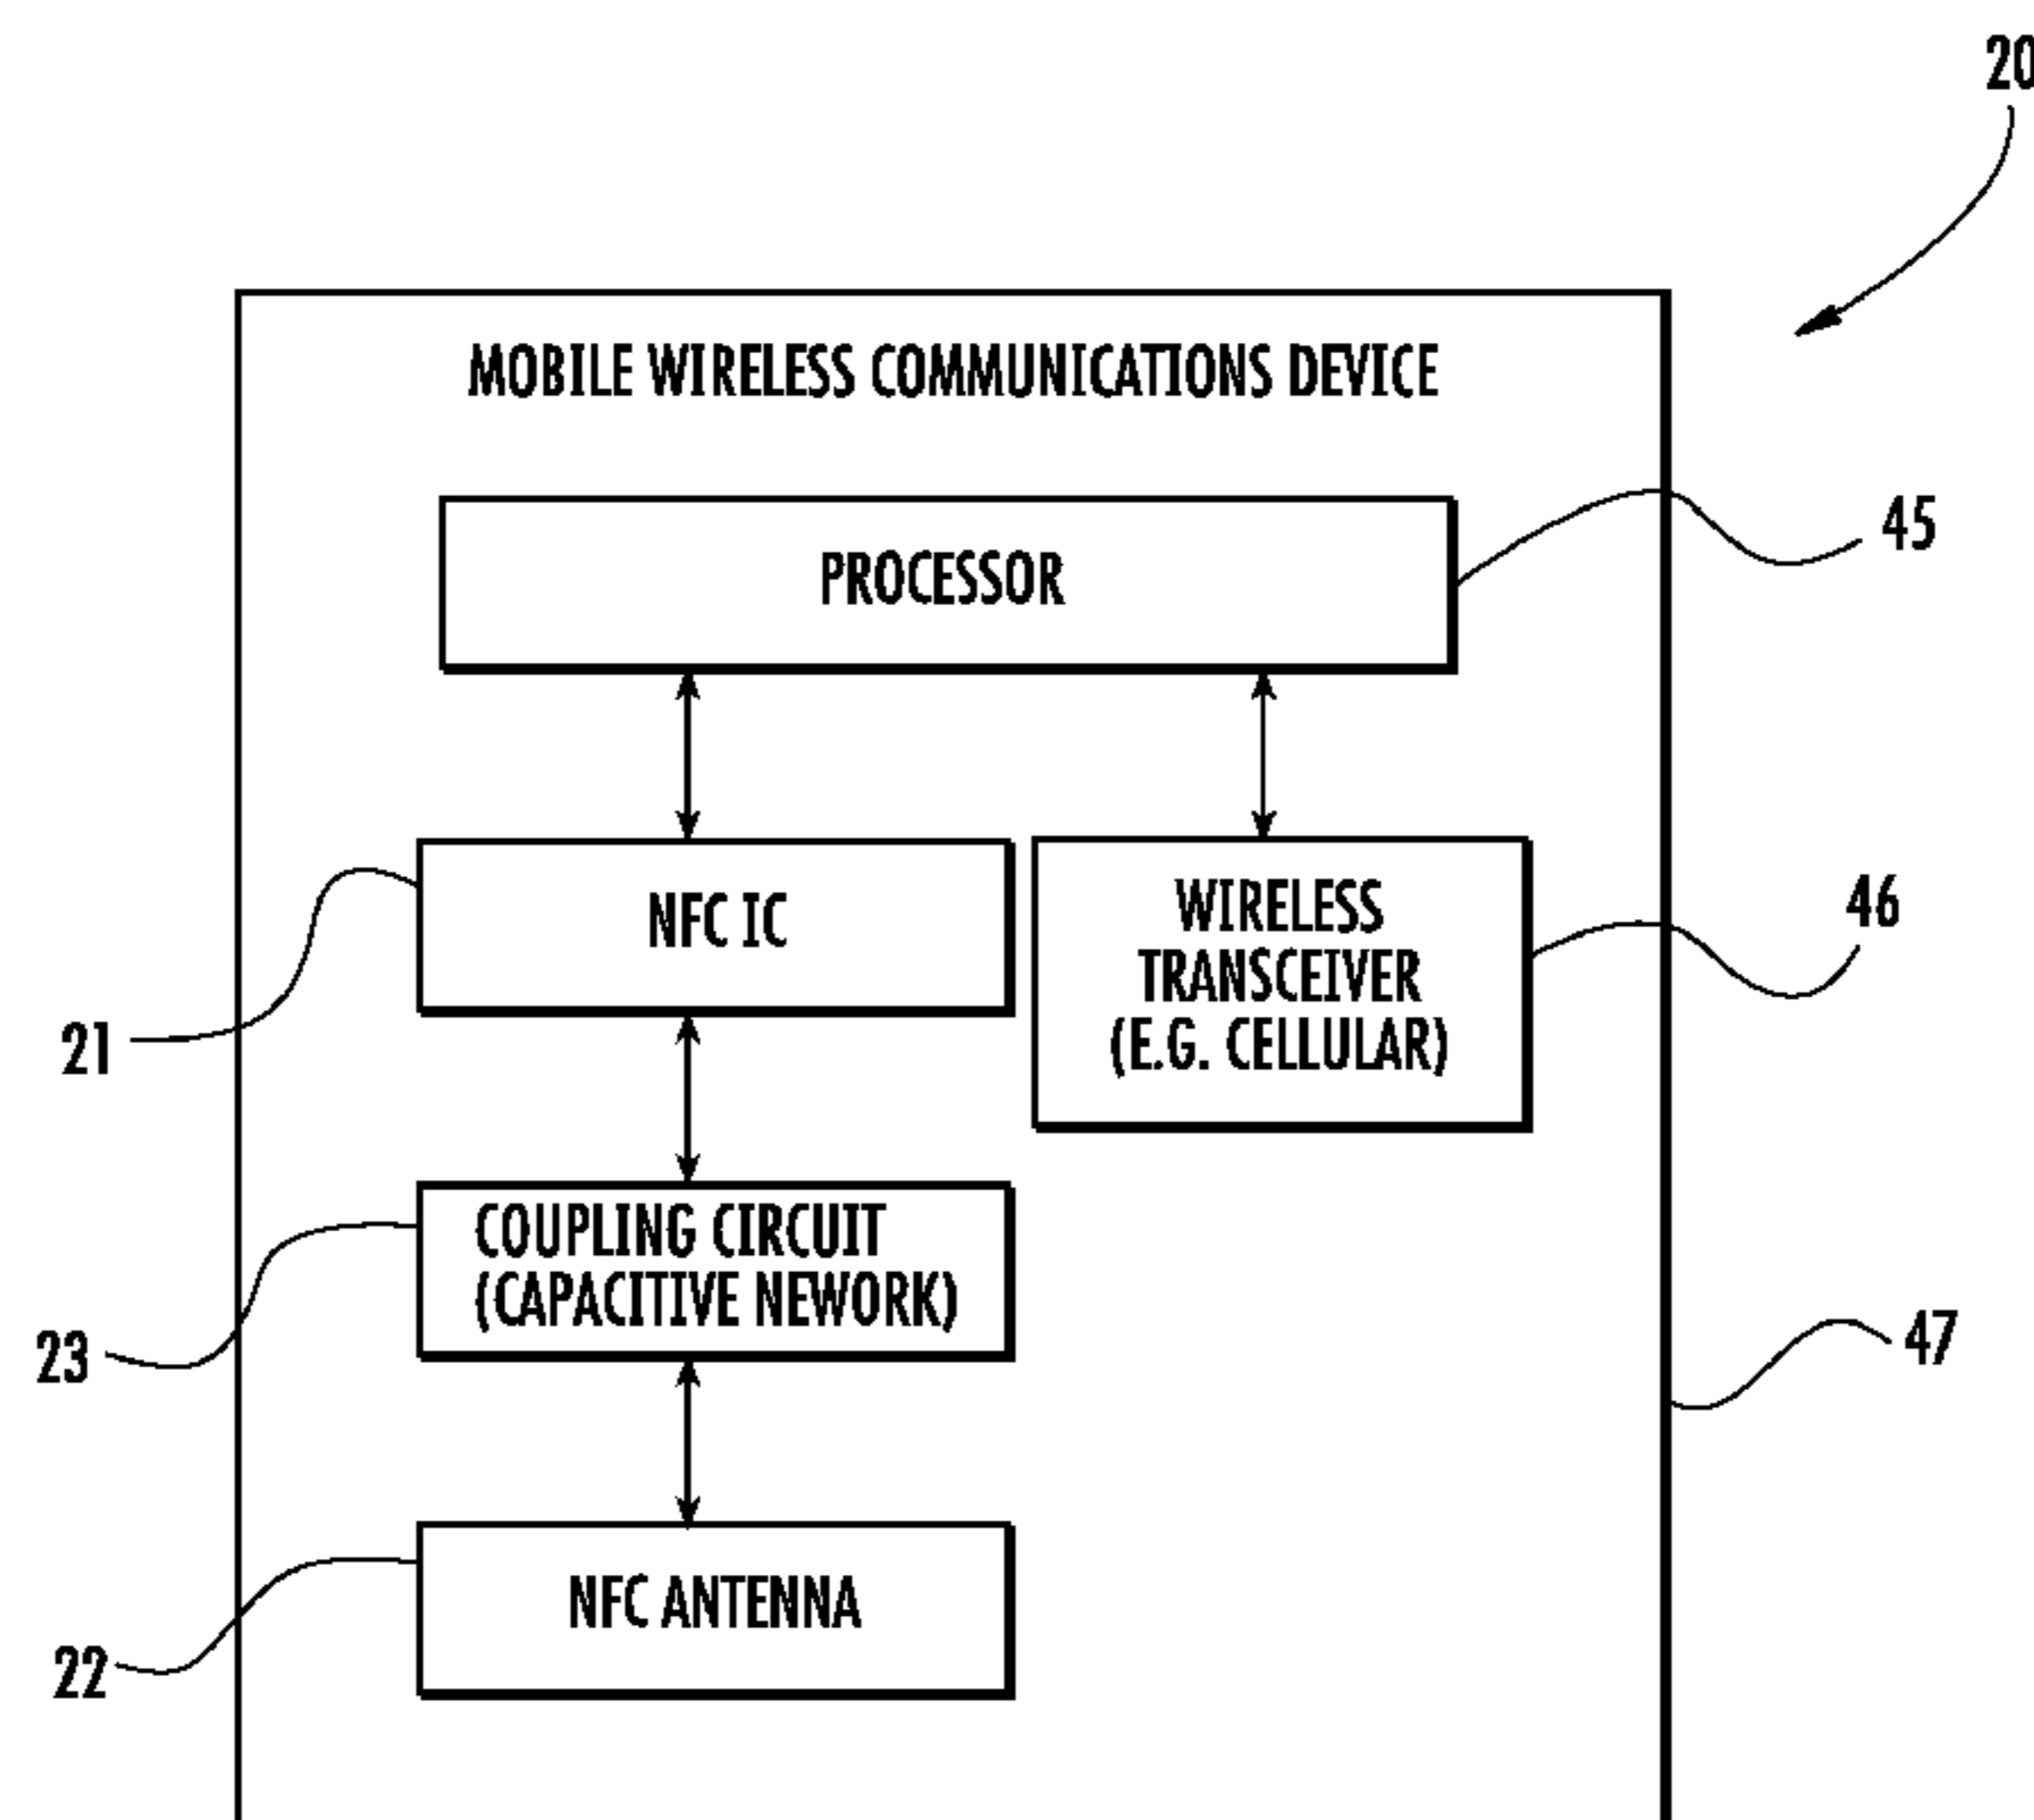 20
MOBILE WIRELESS COMMUNICATIONS DEVICE
PROCESSOR
45
NFC IC
WIRELESS
TRANSCEIVER
(E.G. CELLULAR)
46
21
COUPLING CIRCUIT
(CAPACITIVE NEWORK)
23
47
NFC ANTENNA
22